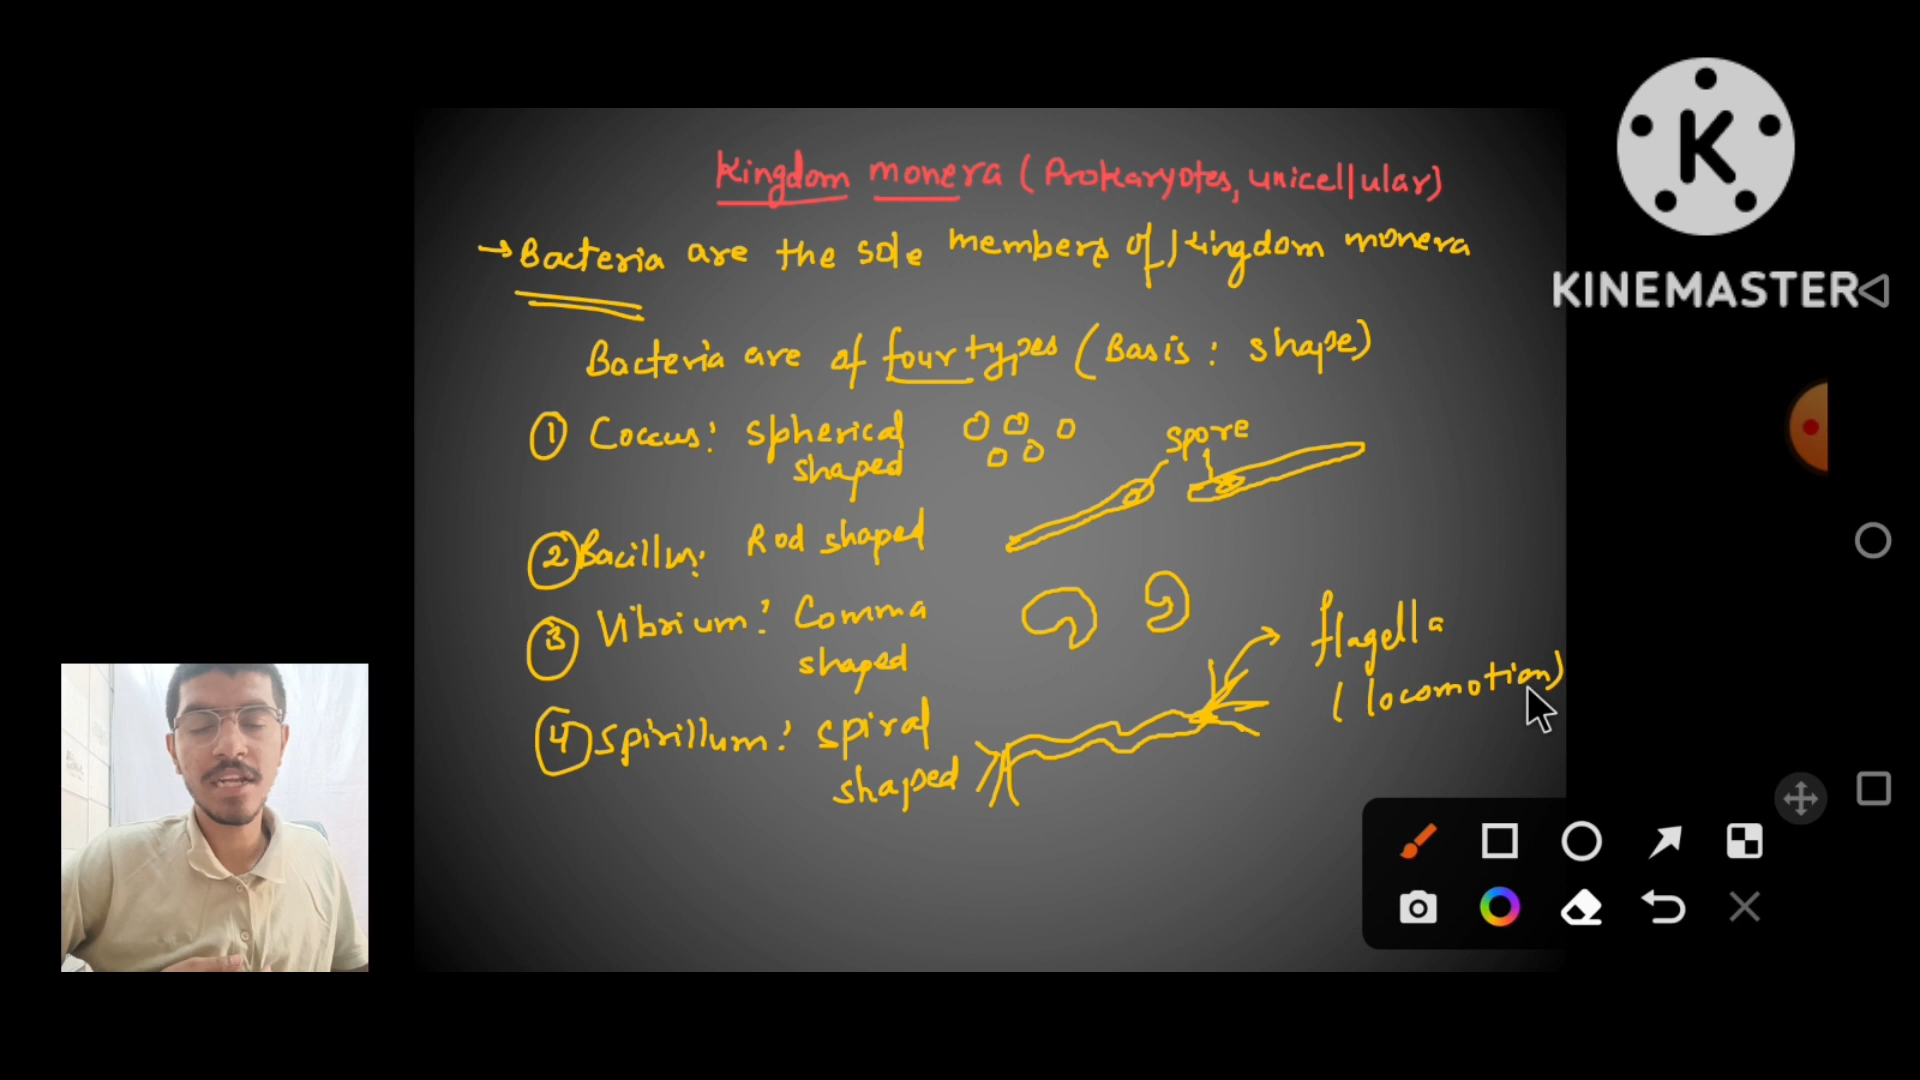 Kingdom monera (Prokaryotes, unicellular)
→ Bacteria are the sole members of Kingdom monera
Bacteria are of four types (Basis: shape)
① Coccus: spherical shaped
spore
② Bacillus: Rod shaped
③ Vibrium: Comma shaped
flagella
(locomotion)
④ spirillum: spiral shaped
K
KINEMASTER